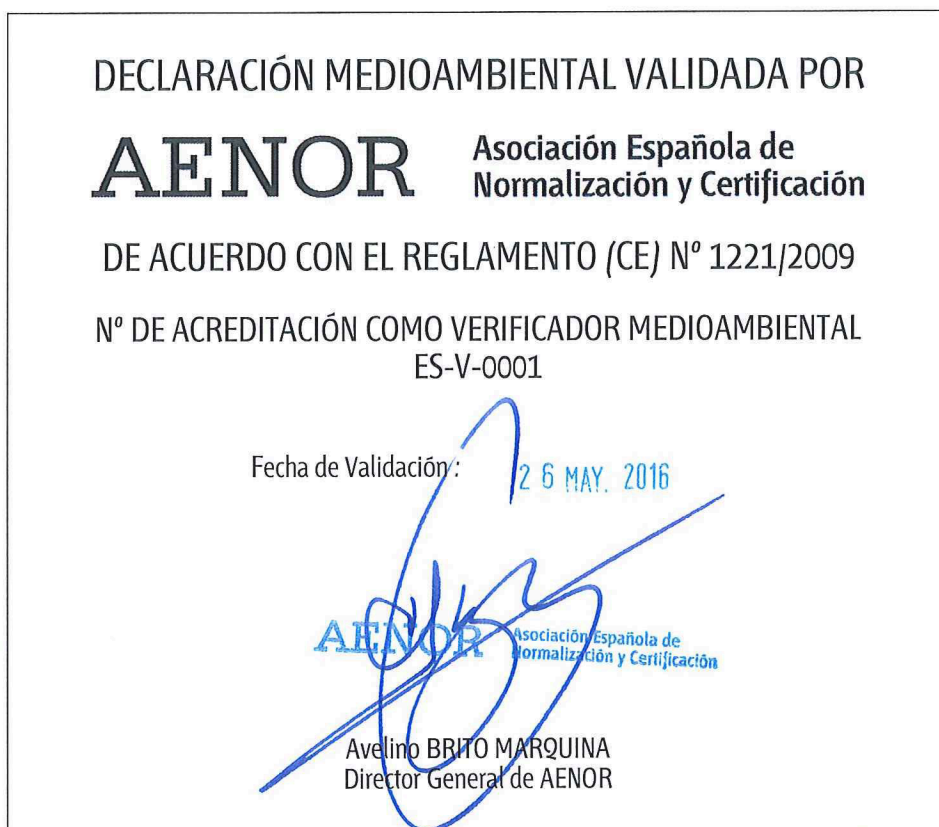 DECLARACIÓN MEDIOAMBIENTAL VALIDADA POR
AENOR
Asociación Española de
Normalización y Certificación
DE ACUERDO CON EL REGLAMENTO (CE) Nº 1221/2009
Nº DE ACREDITACIÓN COMO VERIFICADOR MEDIOAMBIENTAL
ES-V-0001
Fecha de Validación : 26 MAY. 2016
AENOR
Asociación Española de
Normalización y Certificación
Avelino BRITO MARQUINA
Director General de AENOR